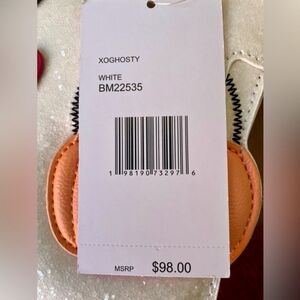 XOGHOSTY
WHITE
BM22535
1 98190 73297 6
MSRP $98.00